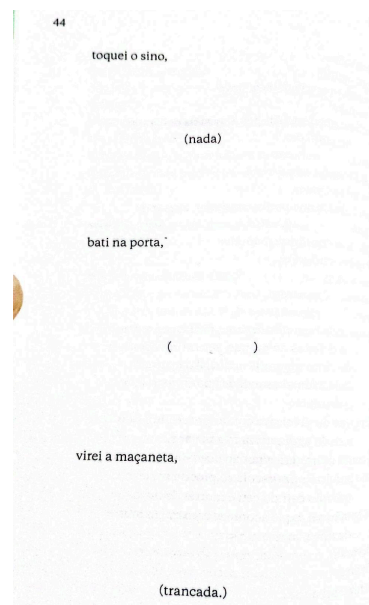 44
toquei o sino,
(nada)
bati na porta,
( )
virei a maçaneta,
(trancada.)